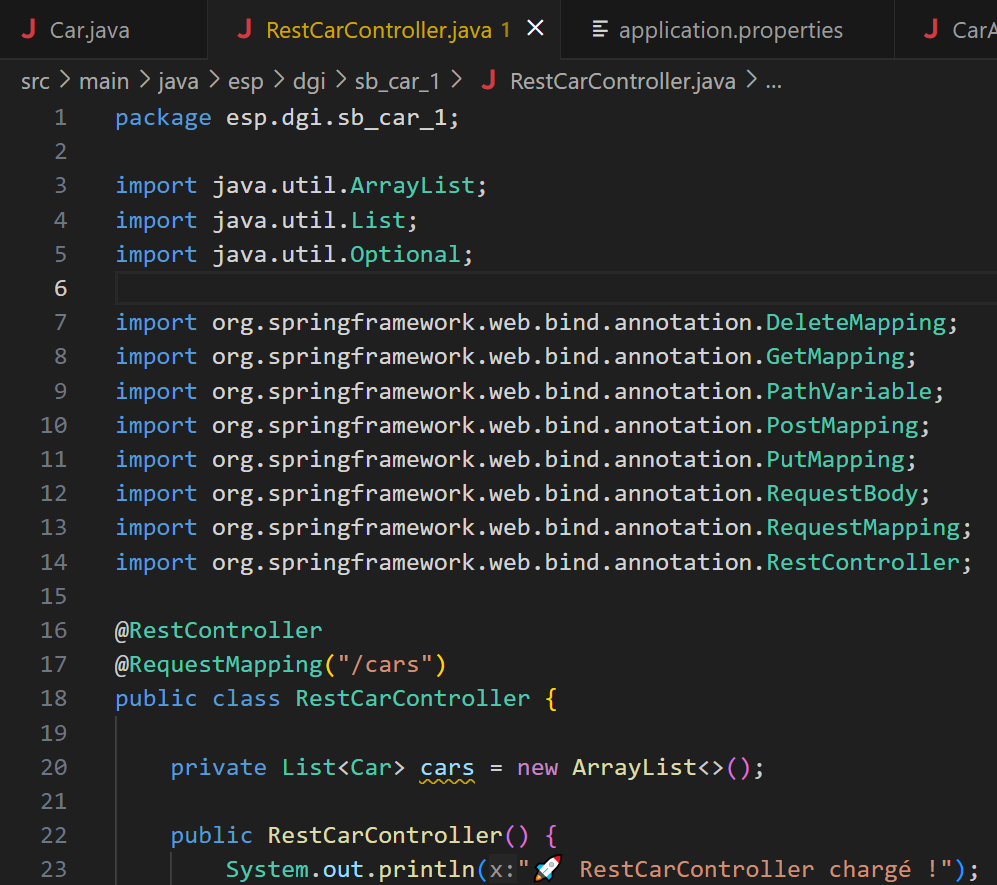 Car.java RestCarController.java 1 application.properties
src > main > java > esp > dgi > sb_car_1 > RestCarController.java > ...
1 package esp.dgi.sb_car_1;
2
3 import java.util.ArrayList;
4 import java.util.List;
5 import java.util.Optional;
6
7 import org.springframework.web.bind.annotation.DeleteMapping;
8 import org.springframework.web.bind.annotation.GetMapping;
9 import org.springframework.web.bind.annotation.PathVariable;
10 import org.springframework.web.bind.annotation.PostMapping;
11 import org.springframework.web.bind.annotation.PutMapping;
12 import org.springframework.web.bind.annotation.RequestBody;
13 import org.springframework.web.bind.annotation.RequestMapping;
14 import org.springframework.web.bind.annotation.RestController;
15
16 @RestController
17 @RequestMapping("/cars")
18 public class RestCarController {
19
20 private List<Car> cars = new ArrayList<>();
21
22 public RestCarController() {
23 System.out.println(x:"🚀 RestCarController chargé !");